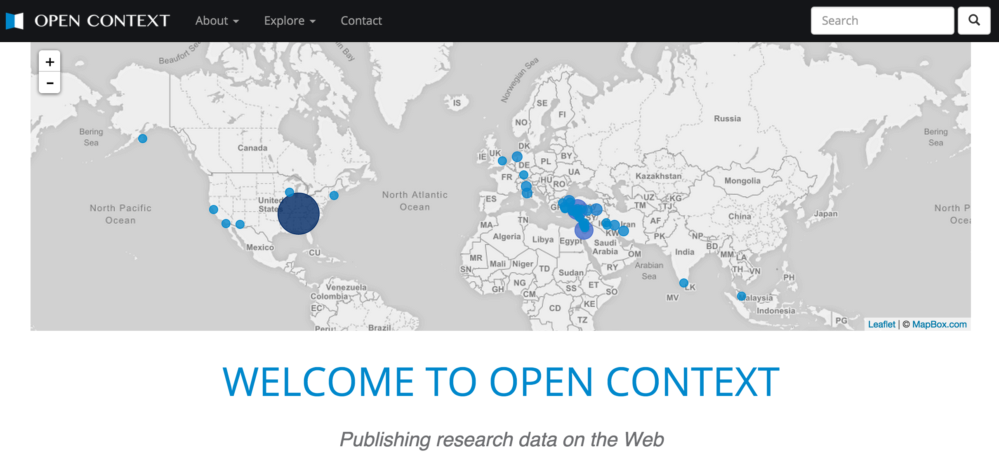 OPEN CONTEXT
About
Explore
Contact
Search
+
-
Beaufort Sea
Norwegian Sea
IS
SE
FI
NO
Russia
Bering
Sea
Bering
Sea
Canada
DK
IE
UK
BY
PL
DE
UA
FR
HU
RO
Kazakhstan
Mongolia
North Atlantic
Ocean
United
States
ES
UZ
KG
TM
TJ
North Pacific
Ocean
North P
SY
China
Japan
TN
MA
AF
Iran
KW
Algeria
Libya
Egypt
Saudi
Arabia
PK
NP
BD
Mexico
CU
India
OM
MM
LA
MR
Mali
Niger
TD
Sudan
RY
Arabian
Sea
TH
VN
SN
PH
Venezuela
Colombia
NG
GH
CM
SS
ET
SO
LK
MV
Malaysia
EC
CD
KE
Indonesia
TZ
PG
Peru
Brazil
Leaflet | © MapBox.com
WELCOME TO OPEN CONTEXT
Publishing research data on the Web